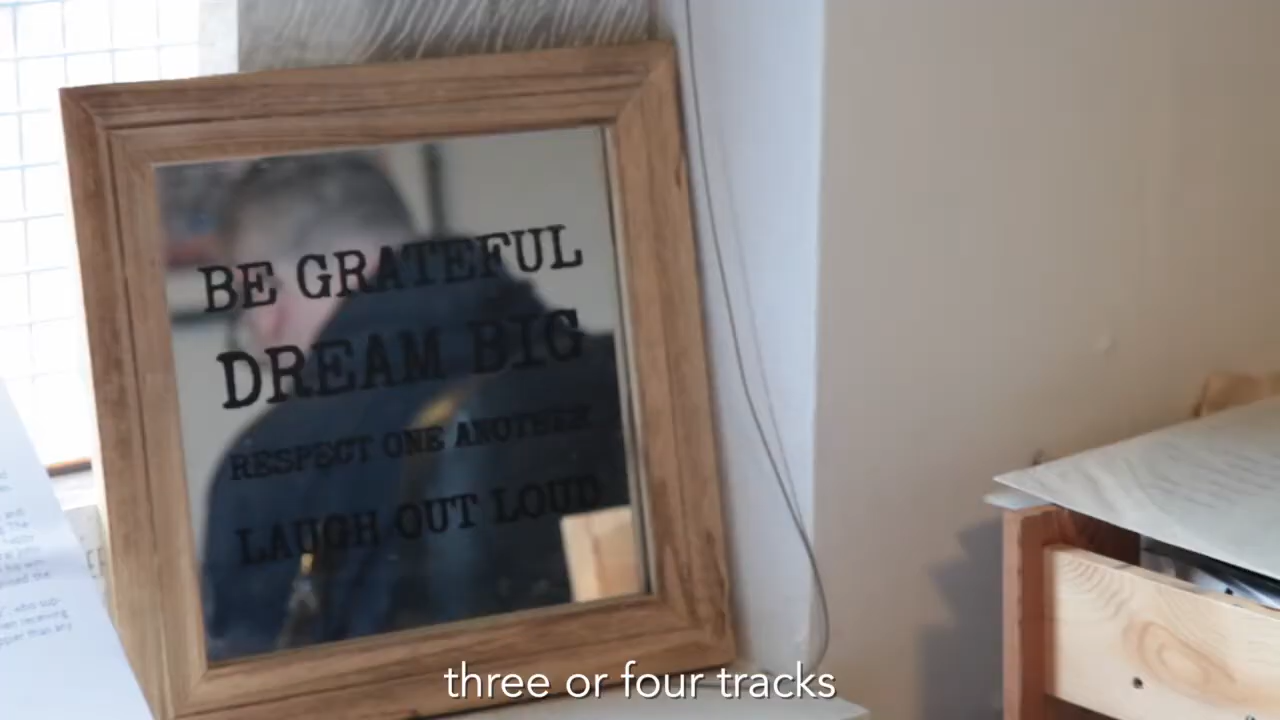 BE GRATEFUL
DREAM BIG
RESPECT ONE ANOTHER
LAUGH OUT LOUD
three or four tracks